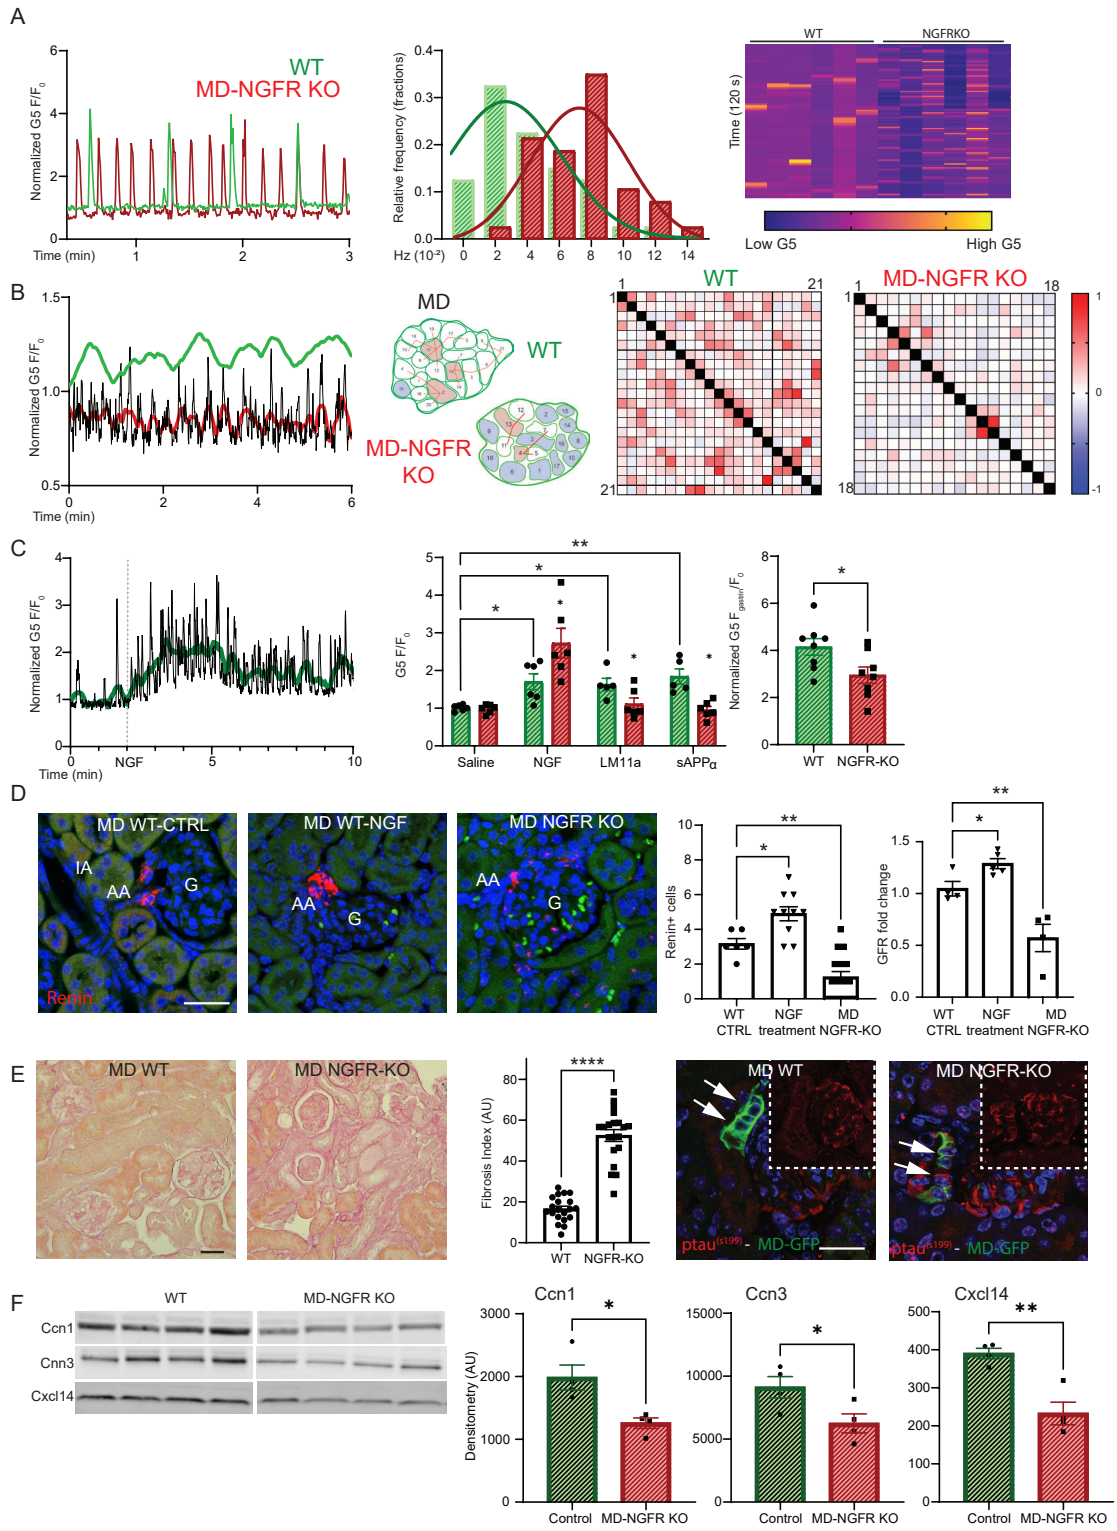 A
WT
MD-NGFR KO
Normalized G5 F/F0
6
4
2
0
Time (min)
1
2
3
Relative frequency (fractions)
0.4
0.3
0.2
0.1
0.0
Hz (10⁻²)
0
2
4
6
8
10
12
14
WT
NGFRKO
Time (120 s)
Low G5
High G5
B
Normalized G5 F/F0
1.5
1.0
0.5
0
2
4
6
Time (min)
MD
WT
MD-NGFR
KO
WT
1
21
1
21
MD-NGFR KO
1
18
1
18
1
0
-1
C
Normalized G5 F/F0
4
3
2
1
0
0
NGF
5
10
Time (min)
G5 F/F0
5
4
3
2
1
0
*
*
**
*
*
*
Saline
NGF
LM11a
sAPPα
Normalized G5 Fgastrin/F0
8
6
4
2
0
*
WT
NGFR-KO
D
MD WT-CTRL
IA
AA
G
Renin
MD WT-NGF
AA
G
MD NGFR KO
AA
G
Renin+ cells
10
8
6
4
2
0
*
**
WT
CTRL
NGF
treatment
MD
NGFR-KO
GFR fold change
1.5
1.0
0.5
0.0
*
**
WT
CTRL
NGF
treatment
MD
NGFR-KO
E
MD WT
MD NGFR-KO
Fibrosis Index (AU)
80
60
40
20
0
****
WT
NGFR-KO
MD WT
ptau(s199) - MD-GFP
MD NGFR-KO
ptau(s199) - MD-GFP
F
WT
MD-NGFR KO
Ccn1
Cnn3
Cxcl14
Densitometry (AU)
Ccn1
3000
2000
1000
0
*
Control
MD-NGFR KO
Ccn3
15000
10000
5000
0
*
Control
MD-NGFR KO
Cxcl14
500
400
300
200
100
0
**
Control
MD-NGFR KO